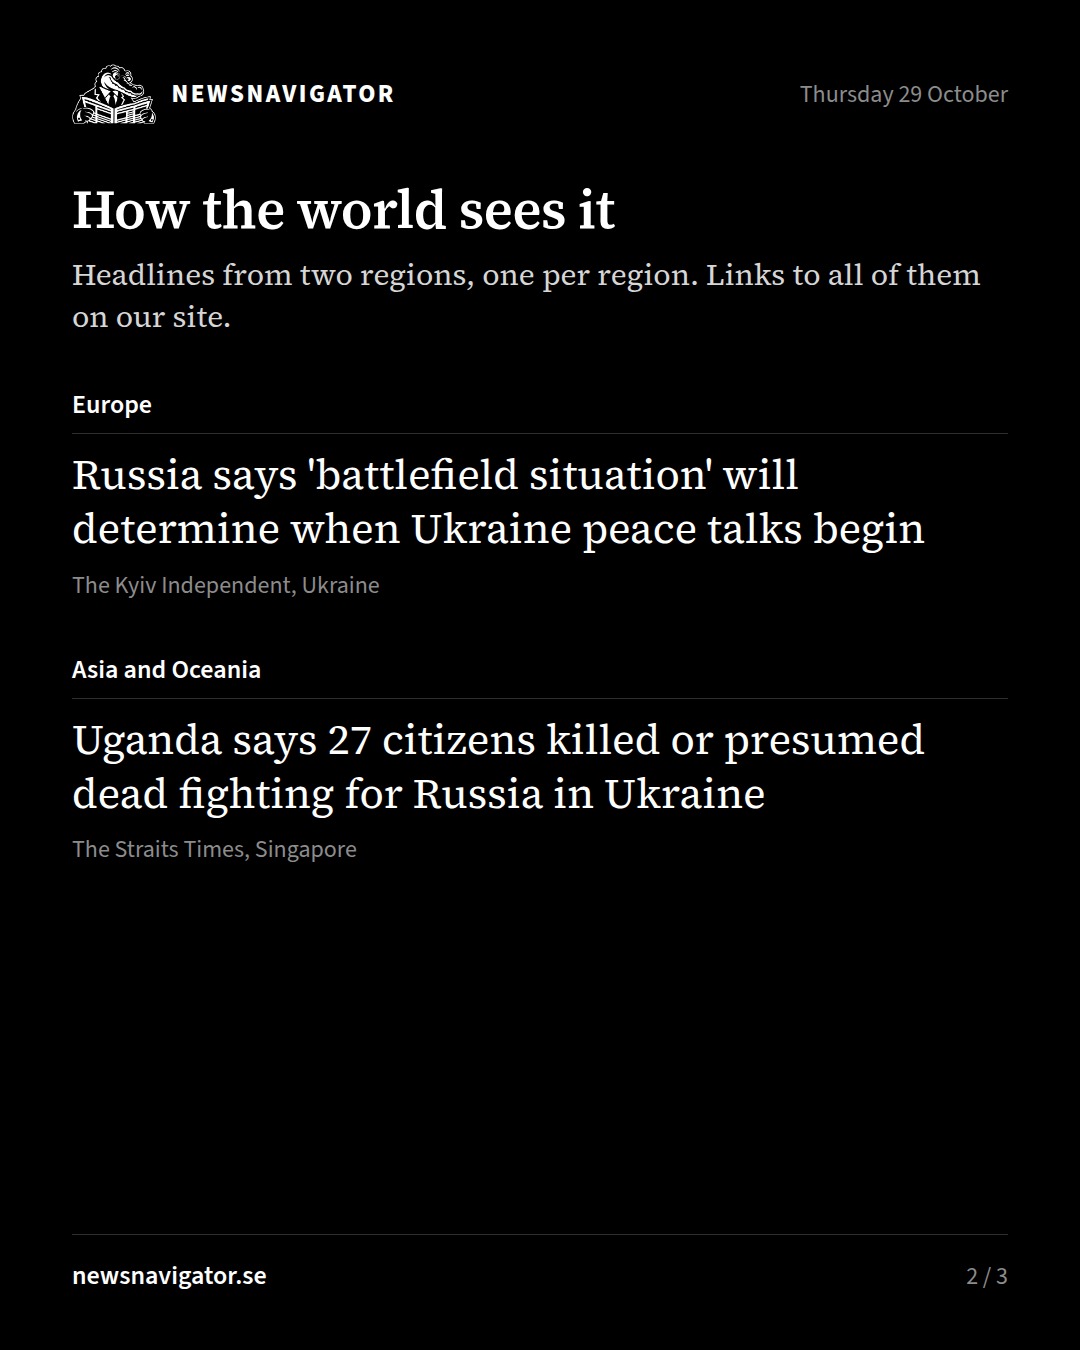 NEWSNAVIGATOR
Thursday 29 October
How the world sees it
Headlines from two regions, one per region. Links to all of them
on our site.
Europe
Russia says 'battlefield situation' will
determine when Ukraine peace talks begin
The Kyiv Independent, Ukraine
Asia and Oceania
Uganda says 27 citizens killed or presumed
dead fighting for Russia in Ukraine
The Straits Times, Singapore
newsnavigator.se
2 / 3